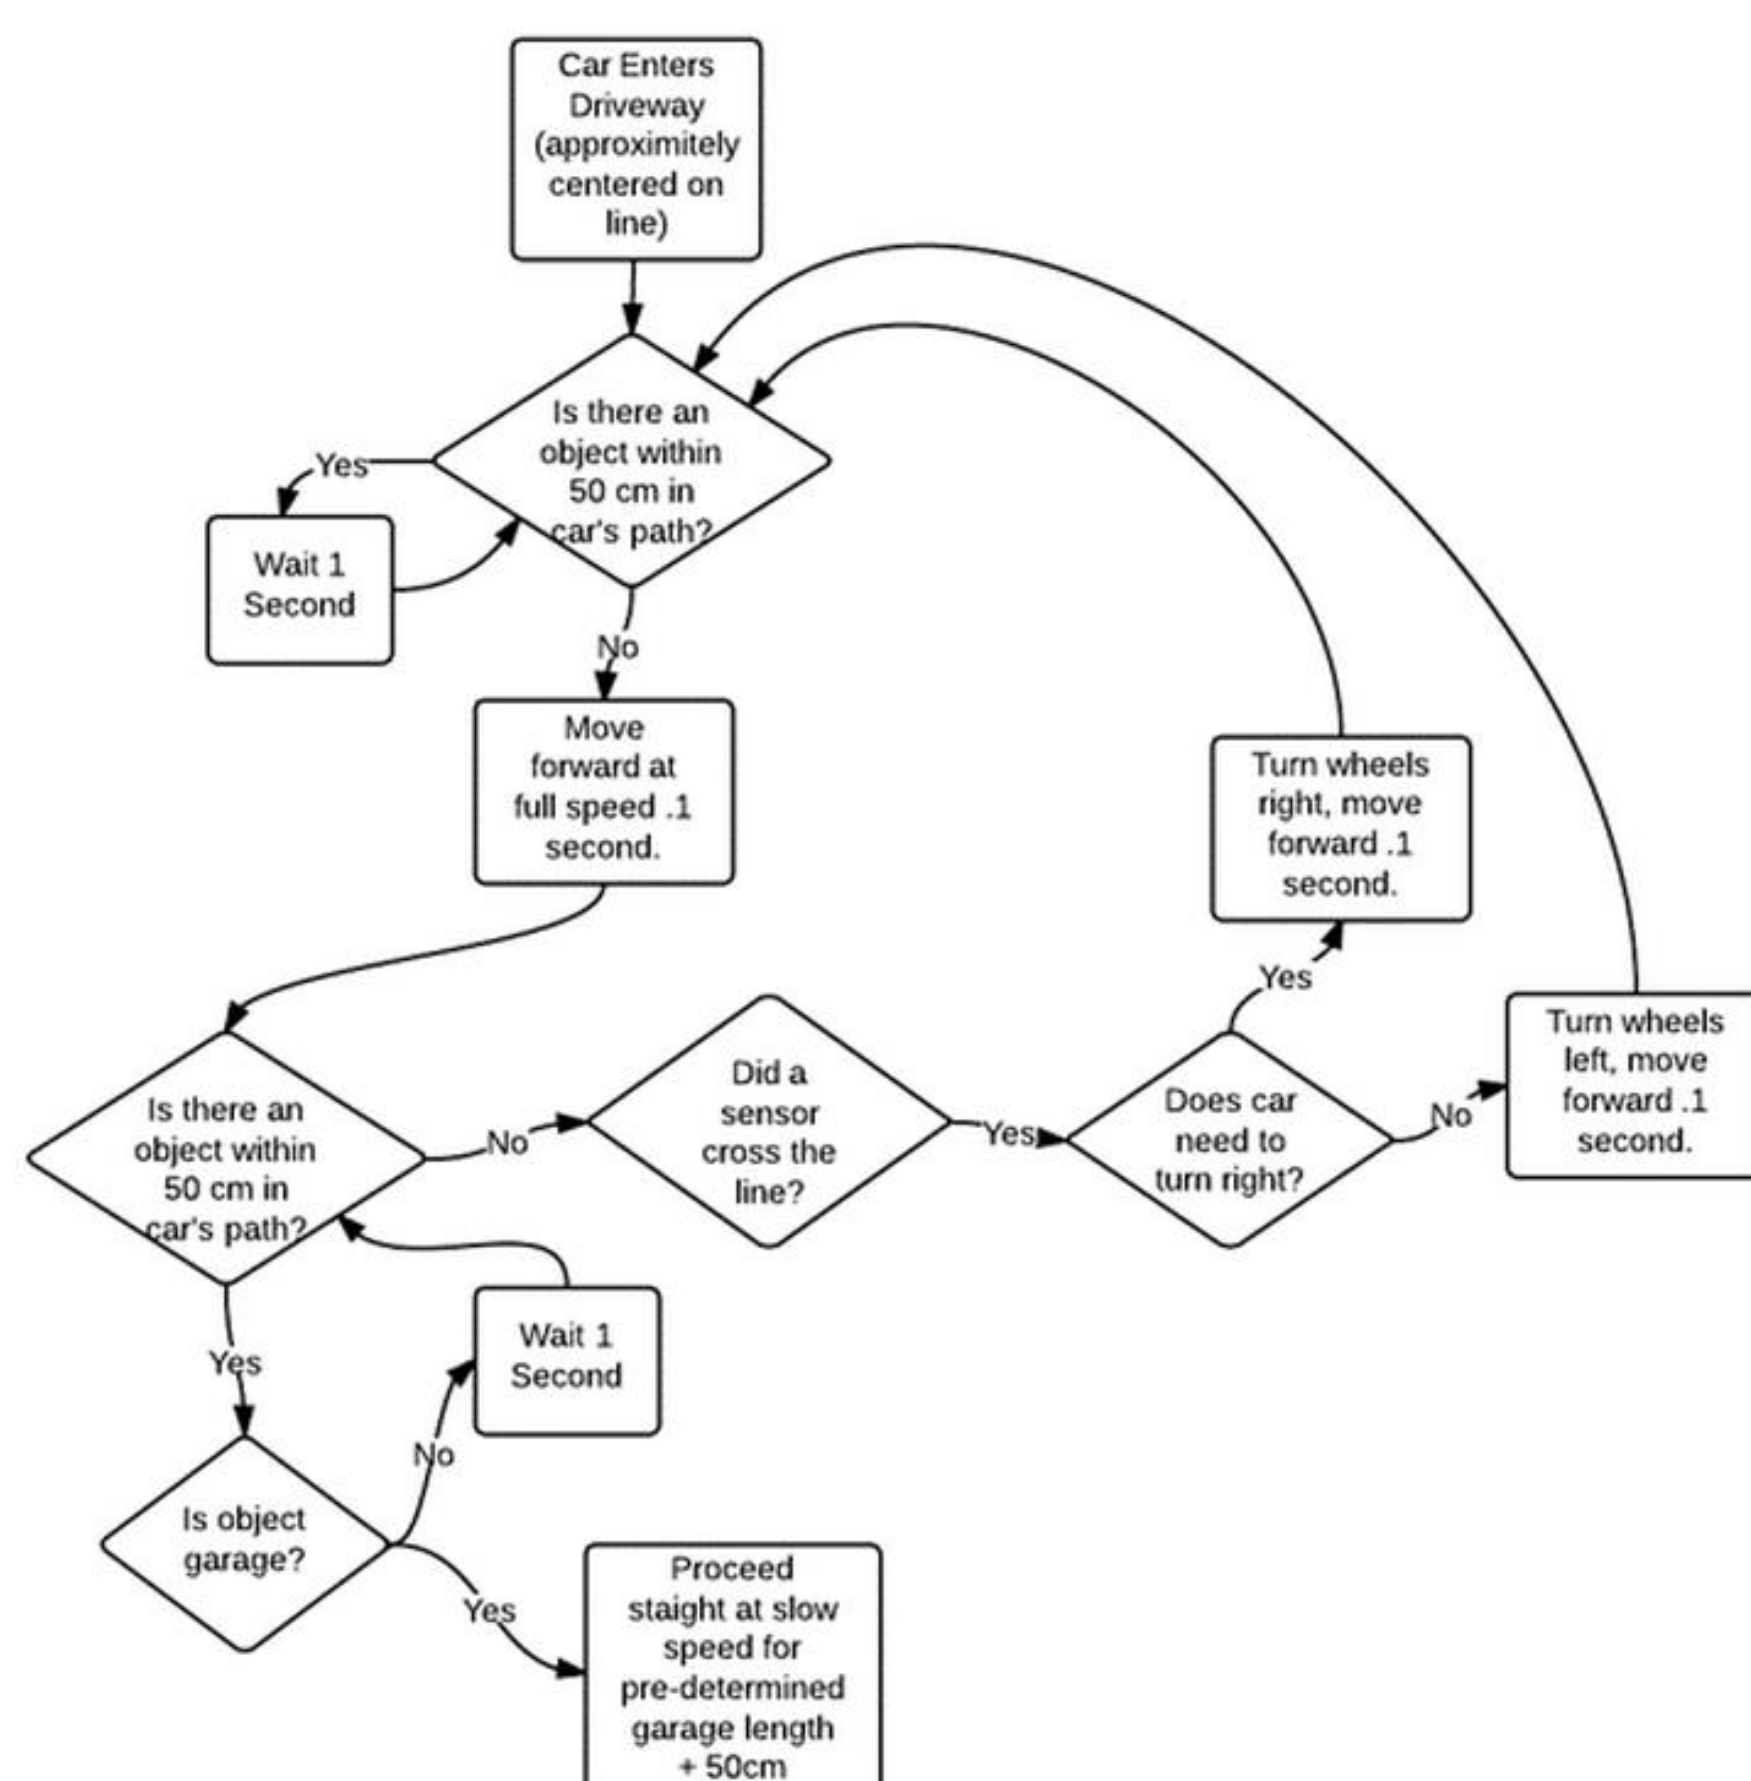 Car Enters
Driveway
(approximitely
centered on
line)
Is there an
object within
50 cm in
car's path?
Yes
Wait 1
Second
No
Move
forward at
full speed .1
second.
Turn wheels
right, move
forward .1
second.
Yes
Turn wheels
left, move
forward .1
second.
Is there an
object within
50 cm in
car's path?
No
Did a
sensor
cross the
line?
Yes
Does car
need to
turn right?
No
Yes
Wait 1
Second
No
Is object
garage?
Yes
Proceed
staight at slow
speed for
pre-determined
garage length
+ 50cm